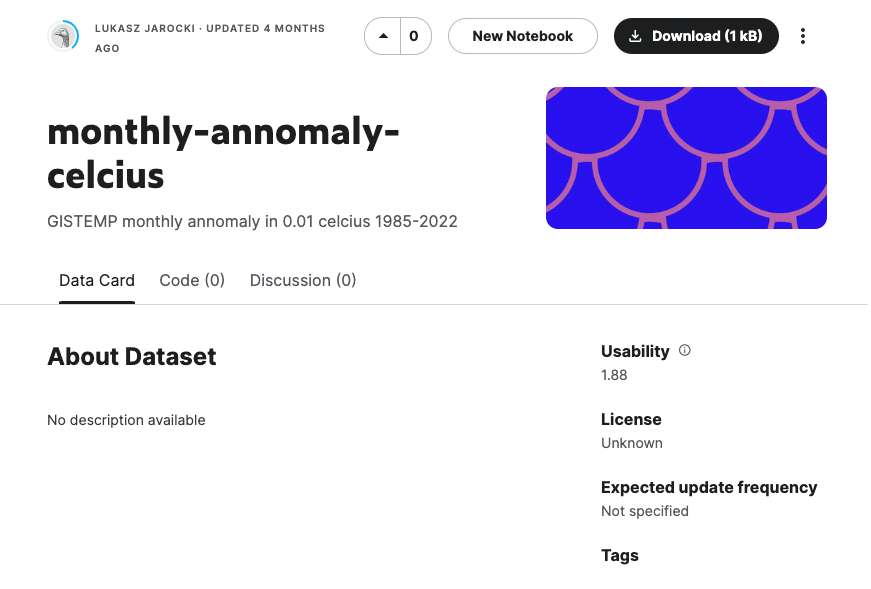 LUKASZ JAROCKI · UPDATED 4 MONTHS
AGO
0
New Notebook
Download (1 kB)
monthly-annomaly-
celcius
GISTEMP monthly annomaly in 0.01 celcius 1985-2022
Data Card
Code (0)
Discussion (0)
About Dataset
No description available
Usability
1.88
License
Unknown
Expected update frequency
Not specified
Tags